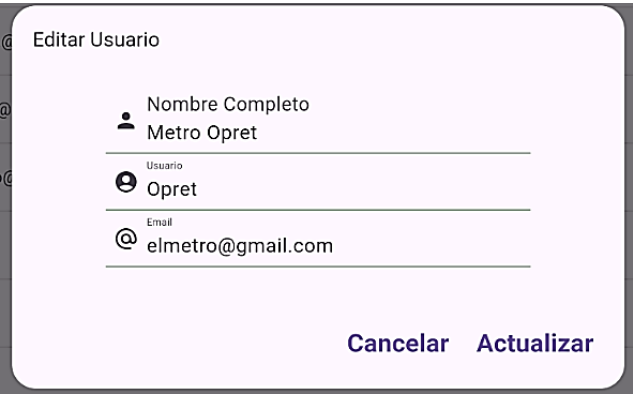 Editar Usuario
Nombre Completo
Metro Opret
Usuario
Opret
Email
elmetro@gmail.com
Cancelar Actualizar